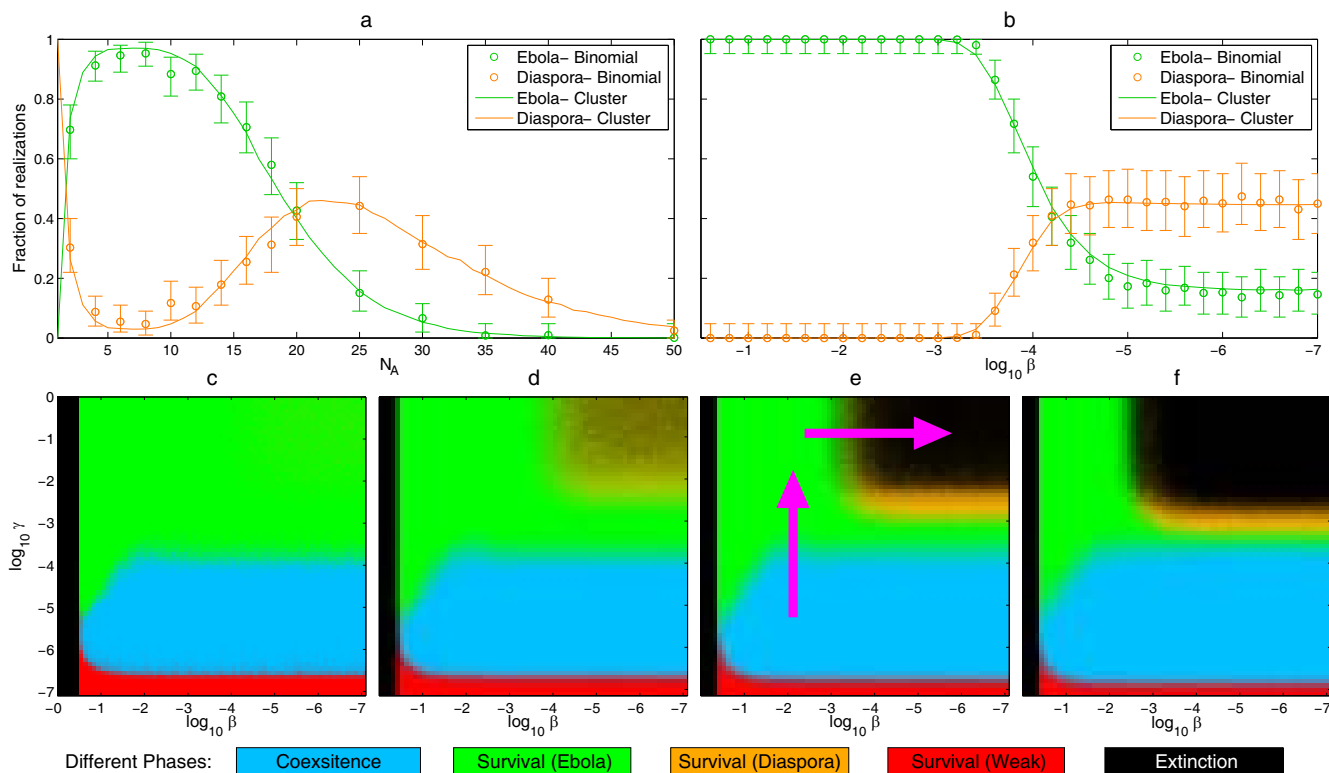 a
b
Fraction of realizations
1
0.8
0.6
0.4
0.2
0
5 10 15 20 25 30 35 40 45 50
N_A
Ebola– Binomial
Diaspora– Binomial
Ebola– Cluster
Diaspora– Cluster
−1 −2 −3 −4 −5 −6 −7
log10 β
Ebola– Binomial
Diaspora– Binomial
Ebola– Cluster
Diaspora– Cluster
c
d
e
f
log10 γ
0
−1
−2
−3
−4
−5
−6
−7
−0 −1 −2 −3 −4 −5 −6 −7
log10 β
−1 −2 −3 −4 −5 −6 −7
log10 β
−1 −2 −3 −4 −5 −6 −7
log10 β
−1 −2 −3 −4 −5 −6 −7
log10 β
Different Phases: Coexsitence Survival (Ebola) Survival (Diaspora) Survival (Weak) Extinction